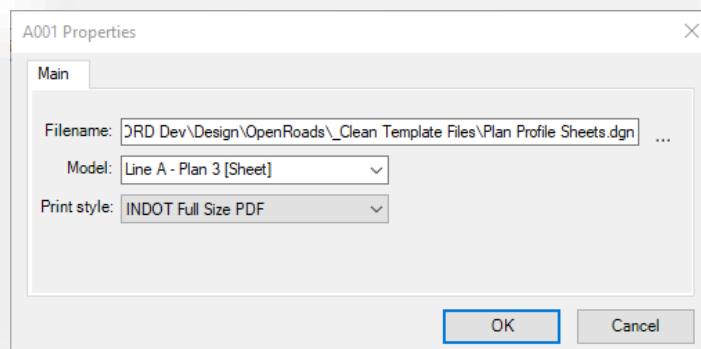 A001 Properties
Main
Filename: ORD Dev\Design\OpenRoads\_Clean Template Files\Plan Profile Sheets.dgn ...
Model: Line A - Plan 3 [Sheet]
Print style: INDOT Full Size PDF
OK Cancel